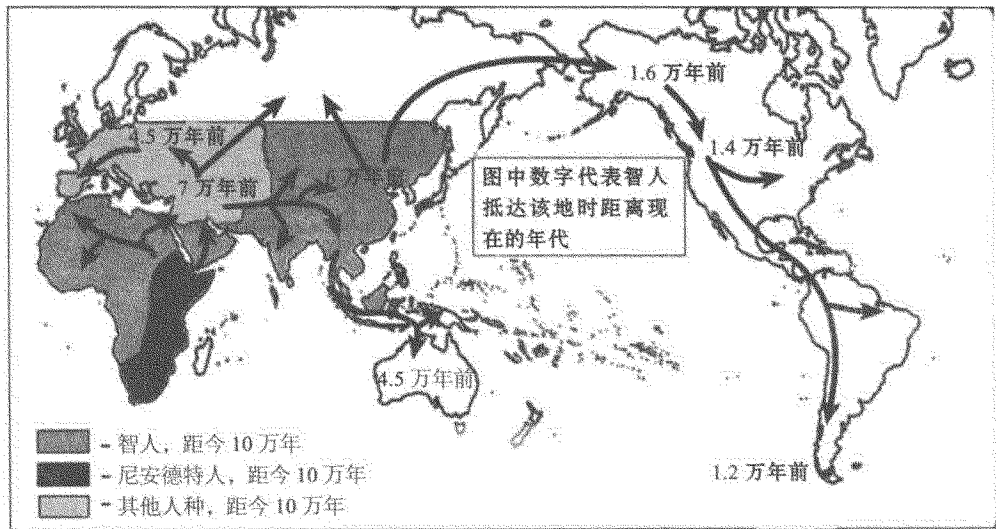 1.6 万年前
4.5 万年前
1.4 万年前
7 万年前
万年前
图中数字代表智人
抵达该地时距离现
在的年代
4.5 万年前
1.2 万年前
- 智人，距今 10 万年
- 尼安德特人，距今 10 万年
- 其他人种，距今 10 万年